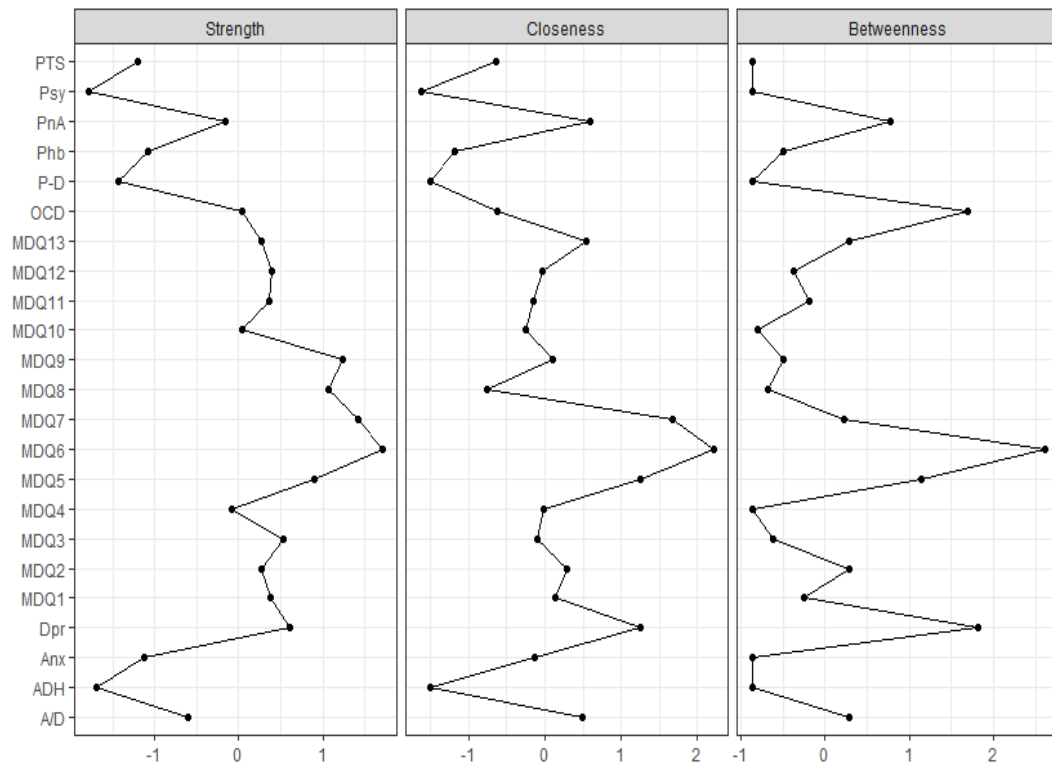 Strength Closeness Betweenness
PTS
Psy
PnA
Phb
P-D
OCD
MDQ13
MDQ12
MDQ11
MDQ10
MDQ9
MDQ8
MDQ7
MDQ6
MDQ5
MDQ4
MDQ3
MDQ2
MDQ1
Dpr
Anx
ADH
A/D
-1 0 1 -1 0 1 2 -1 0 1 2